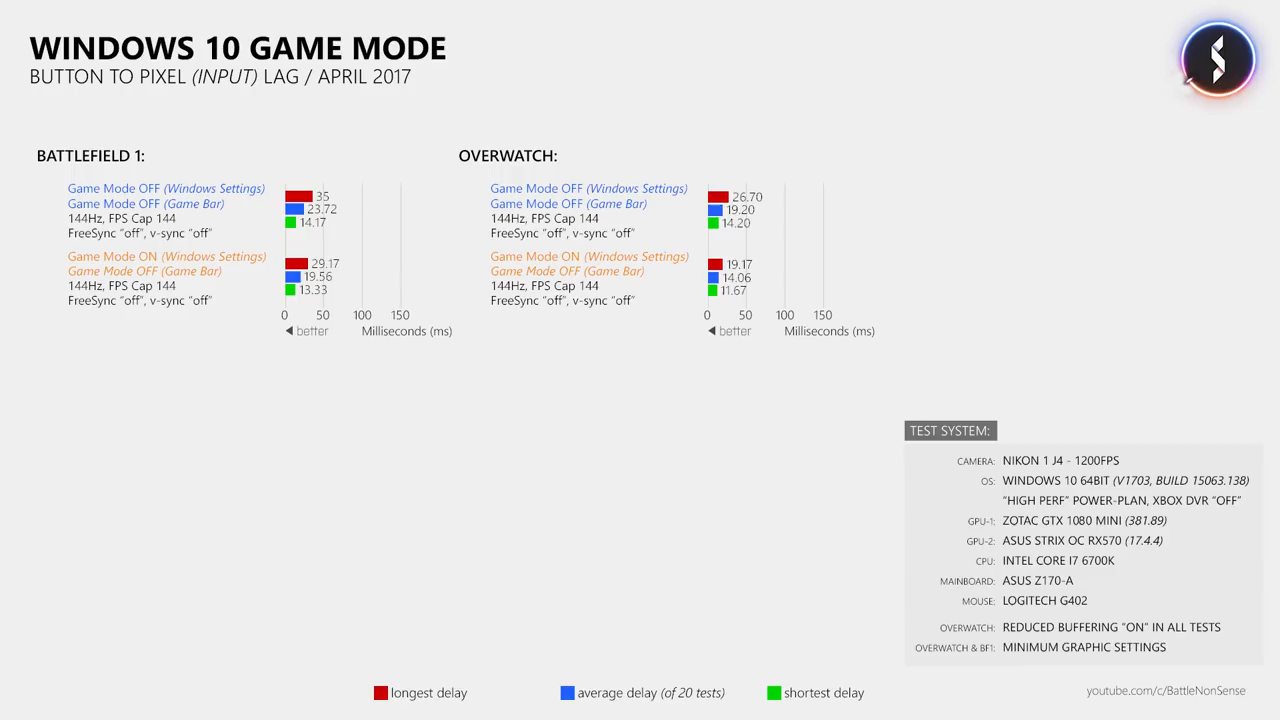 WINDOWS 10 GAME MODE
BUTTON TO PIXEL (INPUT) LAG / APRIL 2017
BATTLEFIELD 1:
Game Mode OFF (Windows Settings)
Game Mode OFF (Game Bar)
144Hz, FPS Cap 144
FreeSync “off”, v-sync “off”
35
23.72
14.17
Game Mode ON (Windows Settings)
Game Mode OFF (Game Bar)
144Hz, FPS Cap 144
FreeSync “off”, v-sync “off”
29.17
19.56
13.33
0 50 100 150
◀ better Milliseconds (ms)
OVERWATCH:
Game Mode OFF (Windows Settings)
Game Mode OFF (Game Bar)
144Hz, FPS Cap 144
FreeSync “off”, v-sync “off”
26.70
19.20
14.20
Game Mode ON (Windows Settings)
Game Mode OFF (Game Bar)
144Hz, FPS Cap 144
FreeSync “off”, v-sync “off”
19.17
14.06
11.67
0 50 100 150
◀ better Milliseconds (ms)
TEST SYSTEM:
CAMERA: NIKON 1 J4 - 1200FPS
OS: WINDOWS 10 64BIT (V1703, BUILD 15063.138)
“HIGH PERF” POWER-PLAN, XBOX DVR “OFF”
GPU-1: ZOTAC GTX 1080 MINI (381.89)
GPU-2: ASUS STRIX OC RX570 (17.4.4)
CPU: INTEL CORE I7 6700K
MAINBOARD: ASUS Z170-A
MOUSE: LOGITECH G402
OVERWATCH: REDUCED BUFFERING “ON” IN ALL TESTS
OVERWATCH & BF1: MINIMUM GRAPHIC SETTINGS
longest delay average delay (of 20 tests) shortest delay
youtube.com/c/BattleNonSense